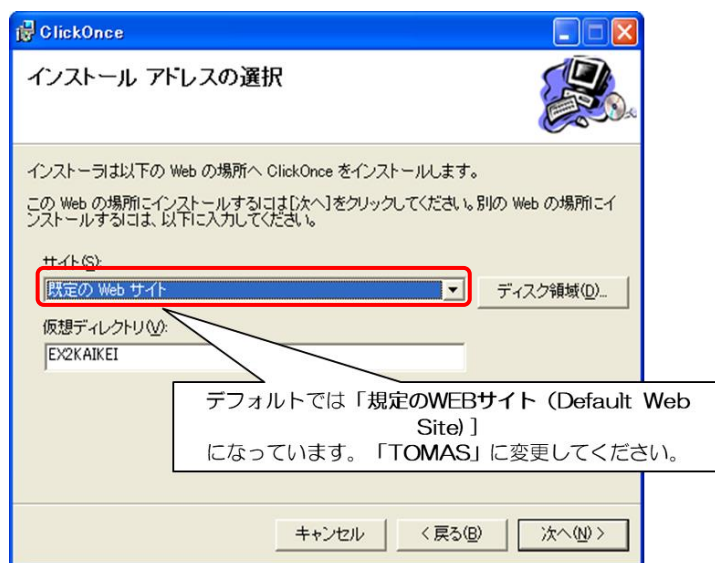 ClickOnce
インストール アドレスの選択
インストーラは以下の Web の場所へ ClickOnce をインストールします。
この Web の場所にインストールするには[次へ]をクリックしてください。別の Web の場所にイ
ンストールするには、以下に入力してください。
サイト(S):
既定の Web サイト
ディスク領域(D)...
仮想ディレクトリ(V):
EX2KAIKEI
デフォルトでは「規定のWEBサイト（Default Web
Site)］
になっています。「TOMAS」に変更してください。
キャンセル
< 戻る(B)
次へ(N) >